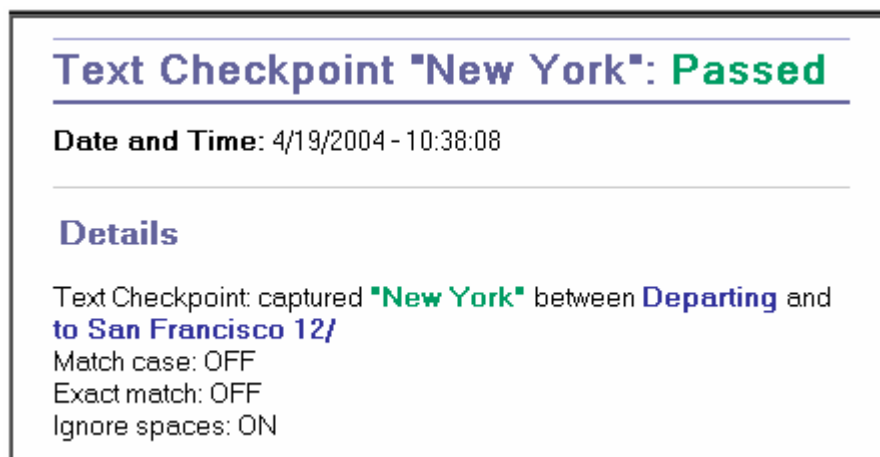 Text Checkpoint "New York": Passed
Date and Time: 4/19/2004 - 10:38:08
Details
Text Checkpoint: captured "New York" between Departing and
to San Francisco 12/
Match case: OFF
Exact match: OFF
Ignore spaces: ON